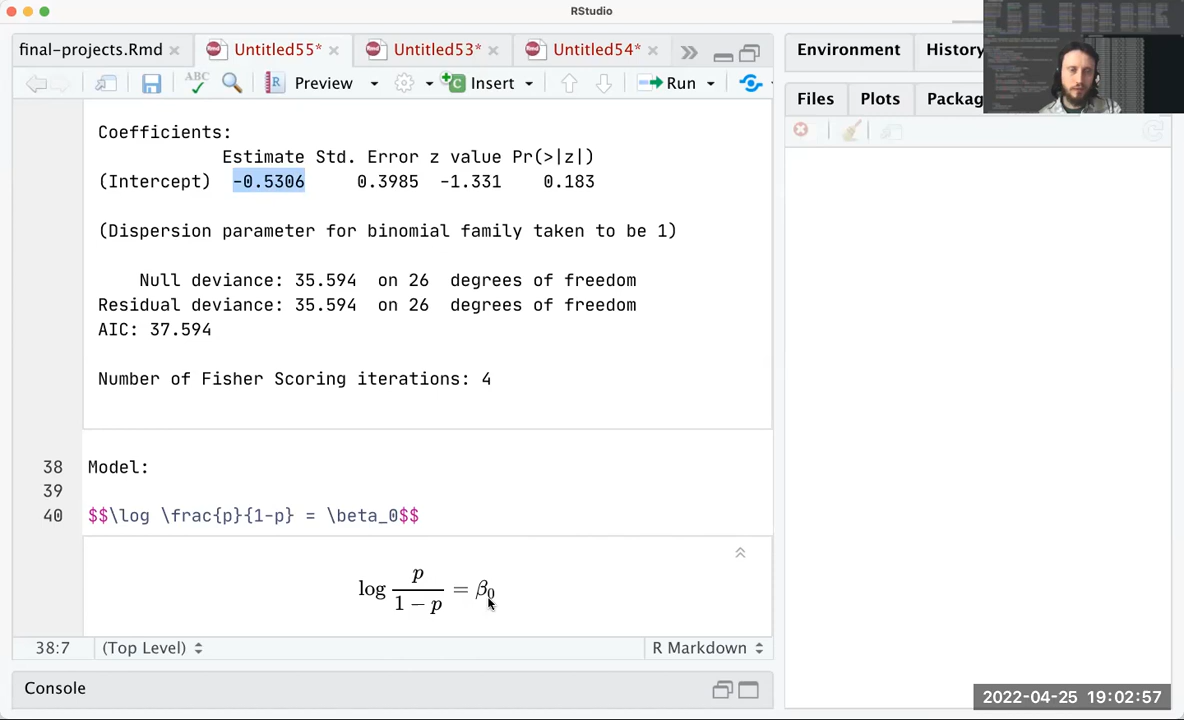 RStudio
final-projects.Rmd
Untitled55*
Untitled53*
Untitled54*
Environment
History
ABC
Preview
Insert
Run
Files
Plots
Packag
Coefficients:
Estimate Std. Error z value Pr(>|z|)
(Intercept) -0.5306 0.3985 -1.331 0.183
(Dispersion parameter for binomial family taken to be 1)
Null deviance: 35.594 on 26 degrees of freedom
Residual deviance: 35.594 on 26 degrees of freedom
AIC: 37.594
Number of Fisher Scoring iterations: 4
38 Model:
39
40 $$\log \frac{p}{1-p} = \beta_0$$
log p/(1 − p) = β₀
38:7 (Top Level) R Markdown
Console
2022-04-25 19:02:57